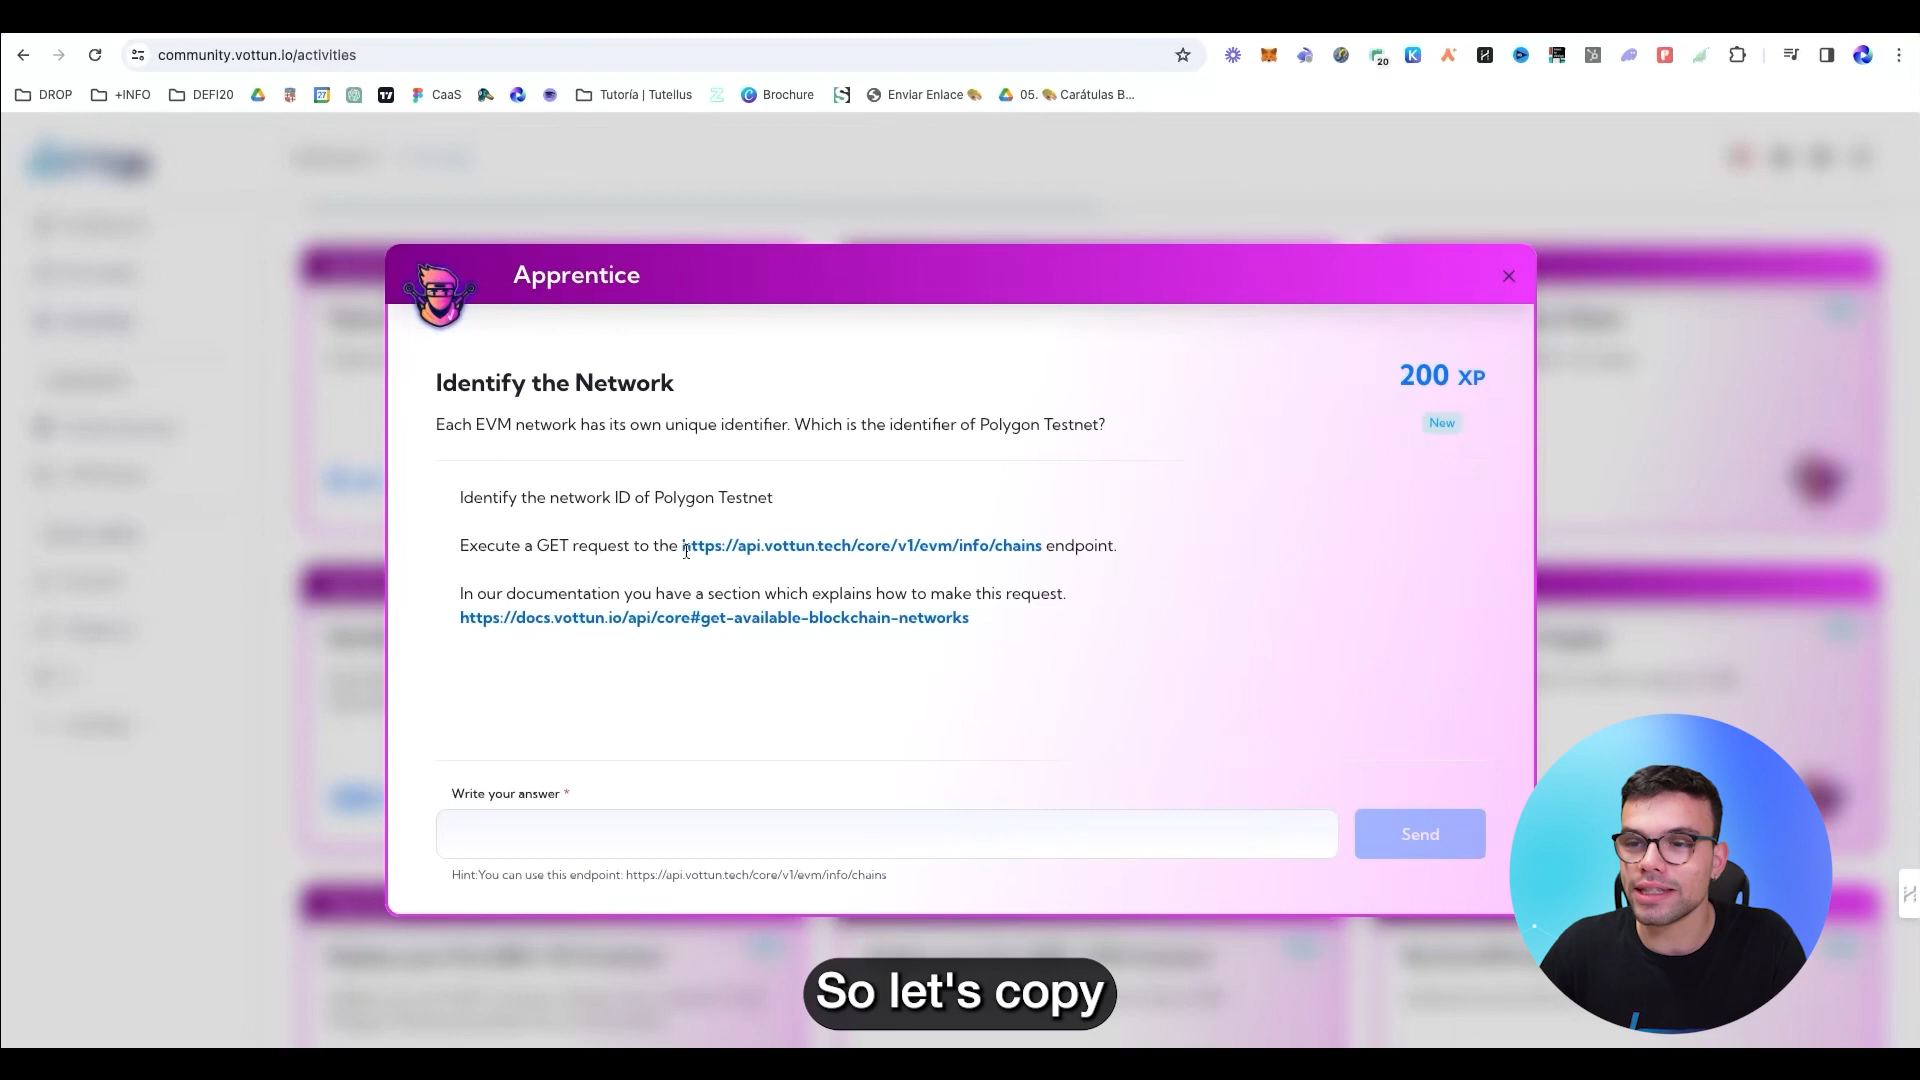 community.vottun.io/activities
20
DROP
+INFO
DEFI20
27
CaaS
Tutoría | Tutellus
Brochure
Enviar Enlace
05. Carátulas B...
Apprentice
Identify the Network
200 XP
Each EVM network has its own unique identifier. Which is the identifier of Polygon Testnet?
New
Identify the network ID of Polygon Testnet
Execute a GET request to the https://api.vottun.tech/core/v1/evm/info/chains endpoint.
In our documentation you have a section which explains how to make this request.
https://docs.vottun.io/api/core#get-available-blockchain-networks
Write your answer *
Send
Hint:You can use this endpoint: https://api.vottun.tech/core/v1/evm/info/chains
So let's copy